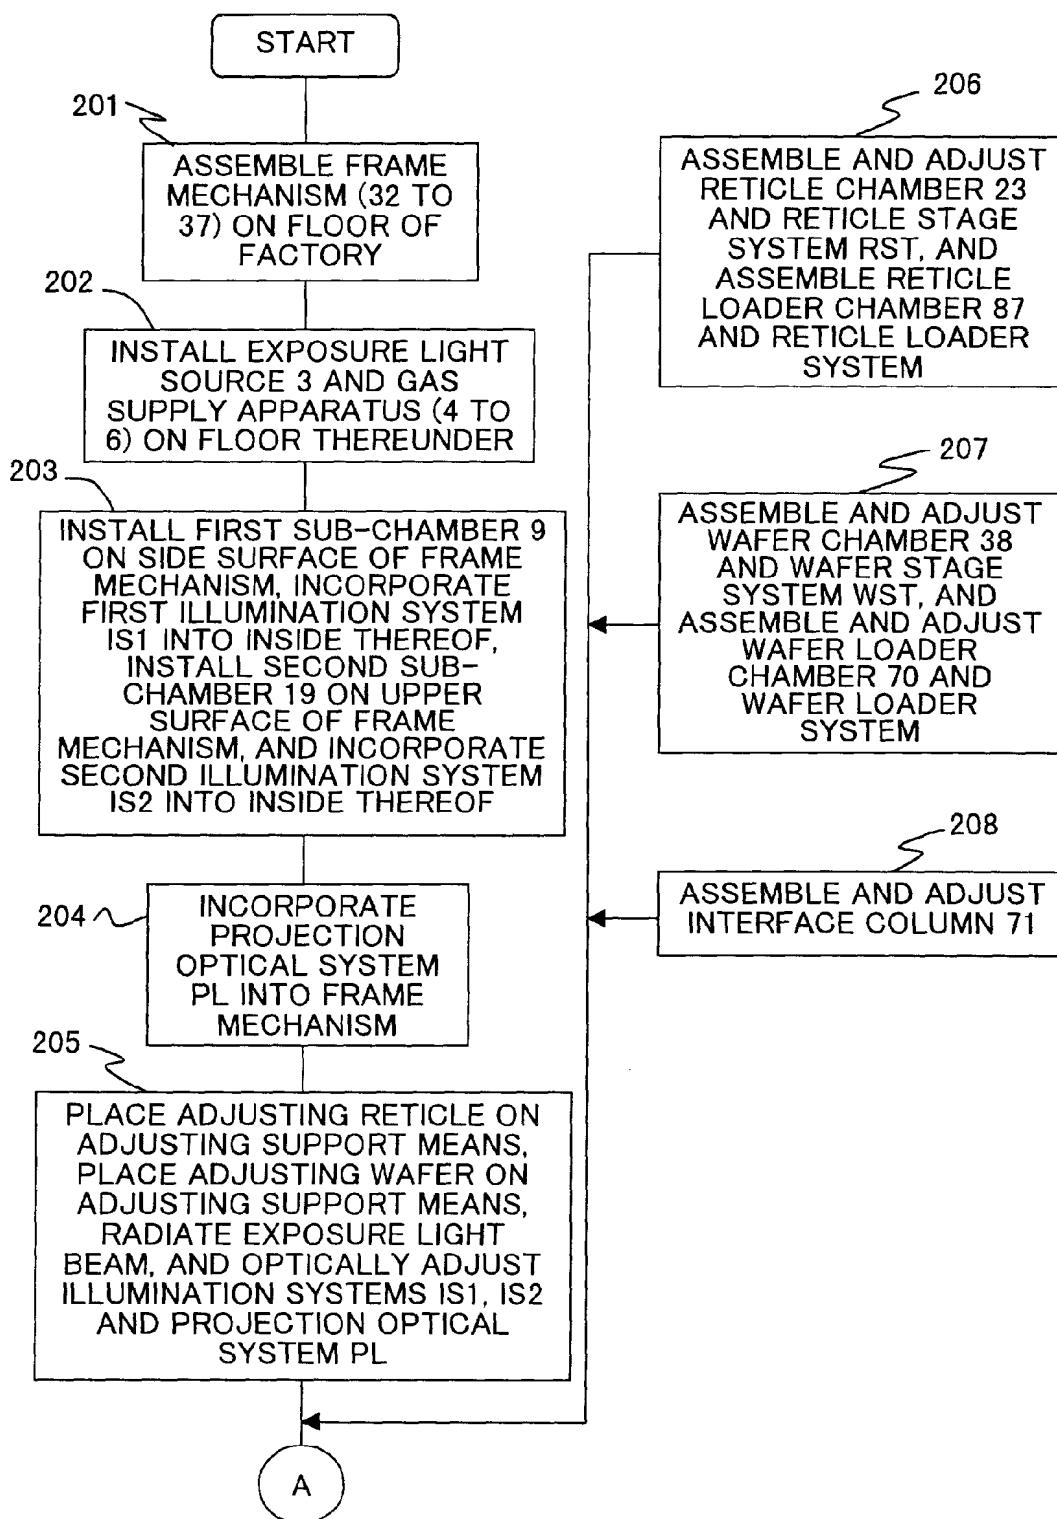 START
201
ASSEMBLE FRAME
MECHANISM (32 TO
37) ON FLOOR OF
FACTORY
202
INSTALL EXPOSURE LIGHT
SOURCE 3 AND GAS
SUPPLY APPARATUS (4 TO
6) ON FLOOR THEREUNDER
203
INSTALL FIRST SUB-CHAMBER 9
ON SIDE SURFACE OF FRAME
MECHANISM, INCORPORATE
FIRST ILLUMINATION SYSTEM
IS1 INTO INSIDE THEREOF,
INSTALL SECOND SUB-
CHAMBER 19 ON UPPER
SURFACE OF FRAME
MECHANISM, AND INCORPORATE
SECOND ILLUMINATION SYSTEM
IS2 INTO INSIDE THEREOF
204
INCORPORATE
PROJECTION
OPTICAL SYSTEM
PL INTO FRAME
MECHANISM
205
PLACE ADJUSTING RETICLE ON
ADJUSTING SUPPORT MEANS,
PLACE ADJUSTING WAFER ON
ADJUSTING SUPPORT MEANS,
RADIATE EXPOSURE LIGHT
BEAM, AND OPTICALLY ADJUST
ILLUMINATION SYSTEMS IS1, IS2
AND PROJECTION OPTICAL
SYSTEM PL
A
206
ASSEMBLE AND ADJUST
RETICLE CHAMBER 23
AND RETICLE STAGE
SYSTEM RST, AND
ASSEMBLE RETICLE
LOADER CHAMBER 87
AND RETICLE LOADER
SYSTEM
207
ASSEMBLE AND ADJUST
WAFER CHAMBER 38
AND WAFER STAGE
SYSTEM WST, AND
ASSEMBLE AND ADJUST
WAFER LOADER
CHAMBER 70 AND
WAFER LOADER
SYSTEM
208
ASSEMBLE AND ADJUST
INTERFACE COLUMN 71